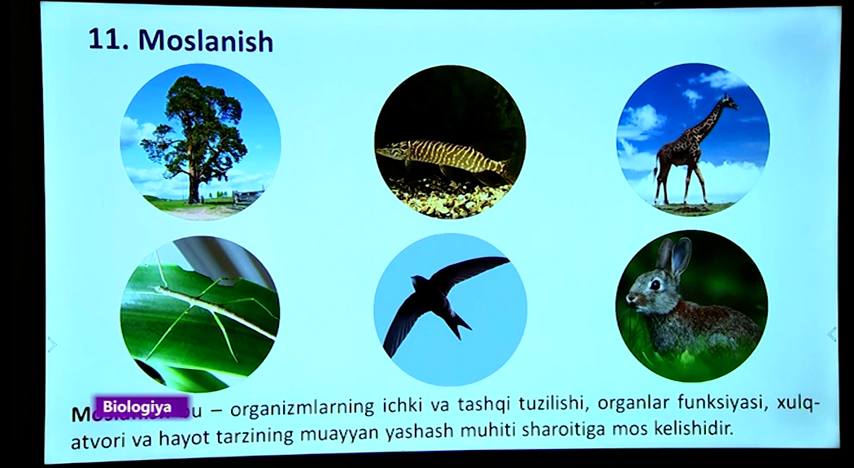 11. Moslanish
Biologiya
bu – organizmlarning ichki va tashqi tuzilishi, organlar funksiyasi, xulq-
atvori va hayot tarzining muayyan yashash muhiti sharoitiga mos kelishidir.